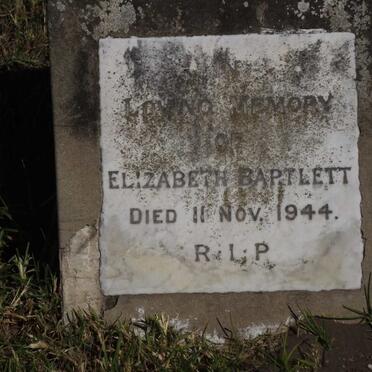 LOVING MEMORY
OF
ELIZABETH BARTLETT
DIED 11 NOV. 1944.
R.I.P